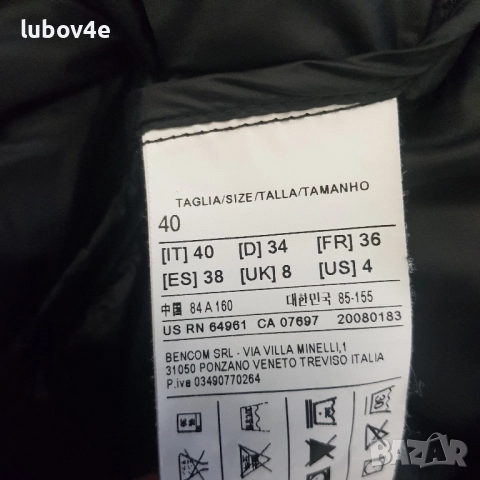 lubov4e
TAGLIA/SIZE/TALLA/TAMANHO
40
[IT] 40 [D] 34 [FR] 36
[ES] 38 [UK] 8 [US] 4
中国 84 A 160 대한민국 85-155
US RN 64961 CA 07697 20080183
BENCOM SRL - VIA VILLA MINELLI,1
31050 PONZANO VENETO TREVISO ITALIA
P.iva 03490770264
BAZAR